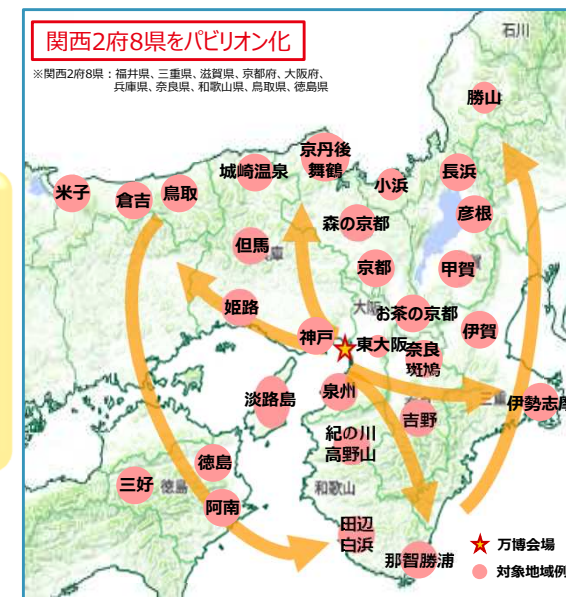 関西2府8県をパビリオン化
※関西2府8県：福井県、三重県、滋賀県、京都府、大阪府、
兵庫県、奈良県、和歌山県、鳥取県、徳島県
石川
勝山
京丹後
舞鶴
城崎温泉
小浜
長浜
米子
倉吉
鳥取
森の京都
彦根
但馬
京都
甲賀
大阪
姫路
お茶の京都
伊賀
神戸
東大阪
奈良
斑鳩
淡路島
泉州
三重
伊勢志摩
吉野
紀の川
高野山
徳島
三好
徳島
和歌山
阿南
田辺
白浜
那智勝浦
万博会場
対象地域例